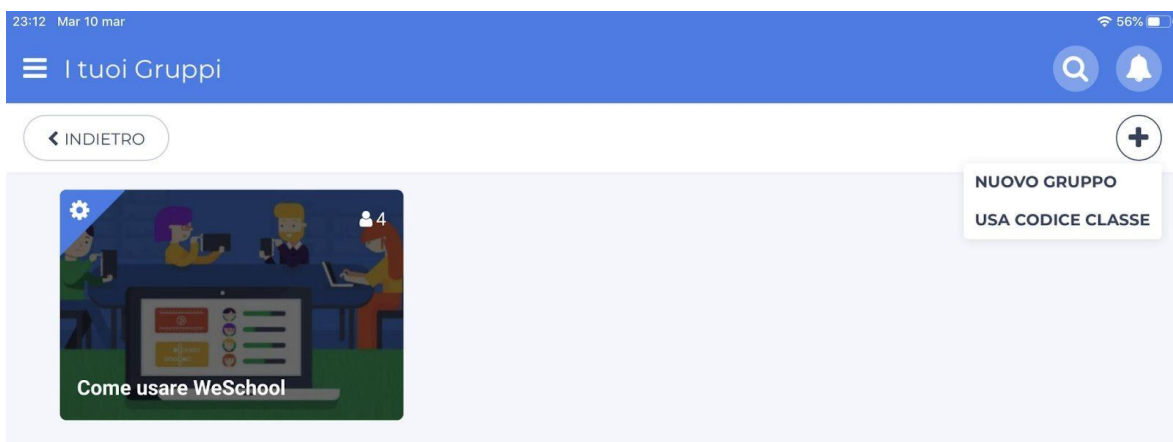 23:12 Mar 10 mar
56%
I tuoi Gruppi
INDIETRO
NUOVO GRUPPO
USA CODICE CLASSE
4
Come usare WeSchool